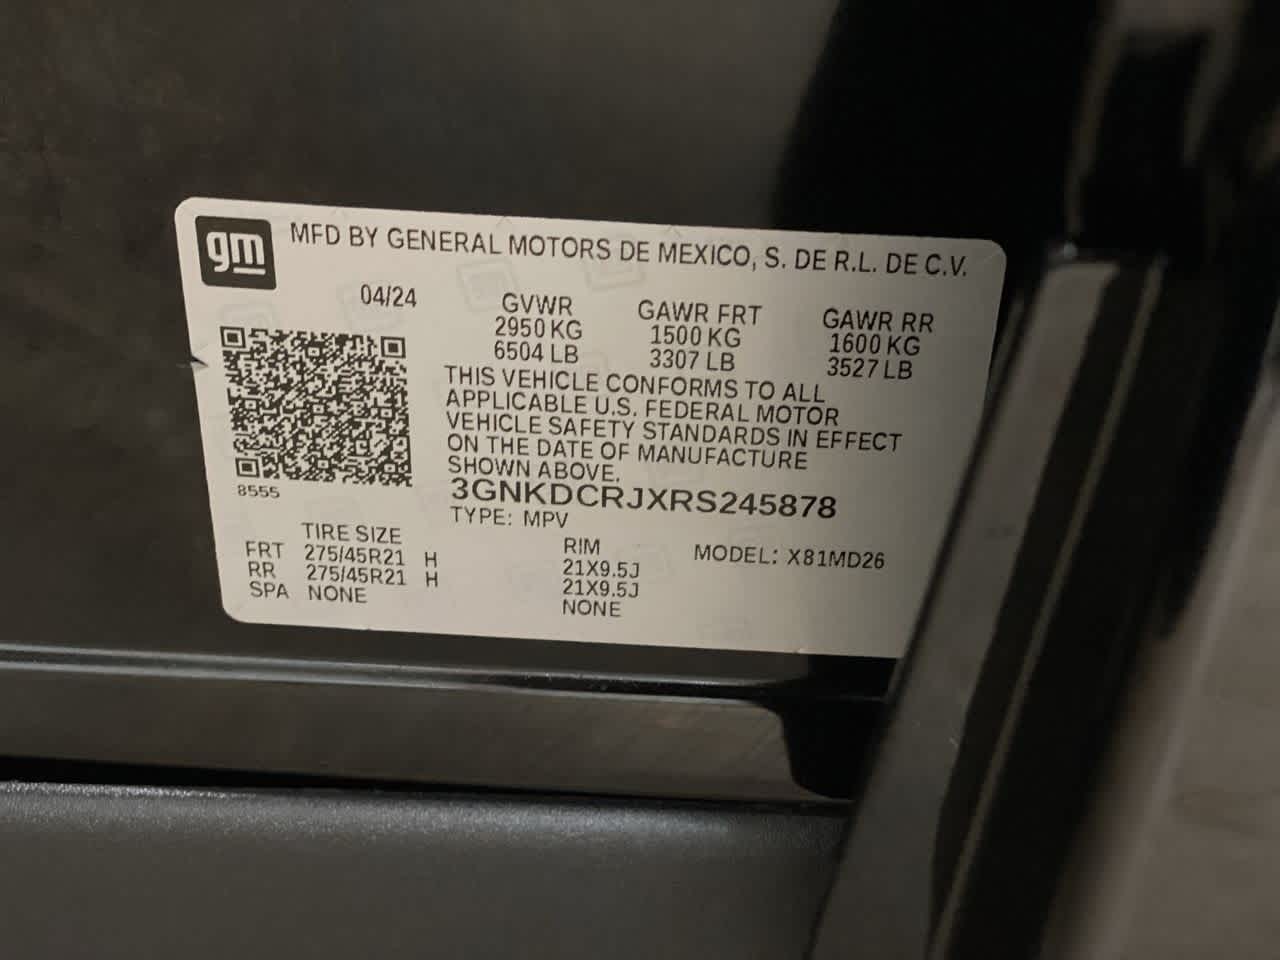 gm MFD BY GENERAL MOTORS DE MEXICO, S. DE R.L. DE C.V.
04/24 GVWR GAWR FRT GAWR RR
2950 KG 1500 KG 1600 KG
6504 LB 3307 LB 3527 LB
THIS VEHICLE CONFORMS TO ALL
APPLICABLE U.S. FEDERAL MOTOR
VEHICLE SAFETY STANDARDS IN EFFECT
ON THE DATE OF MANUFACTURE
SHOWN ABOVE.
8555
3GNKDCRJXRS245878
TYPE: MPV
TIRE SIZE RIM MODEL: X81MD26
FRT 275/45R21 H 21X9.5J
RR 275/45R21 H 21X9.5J
SPA NONE NONE